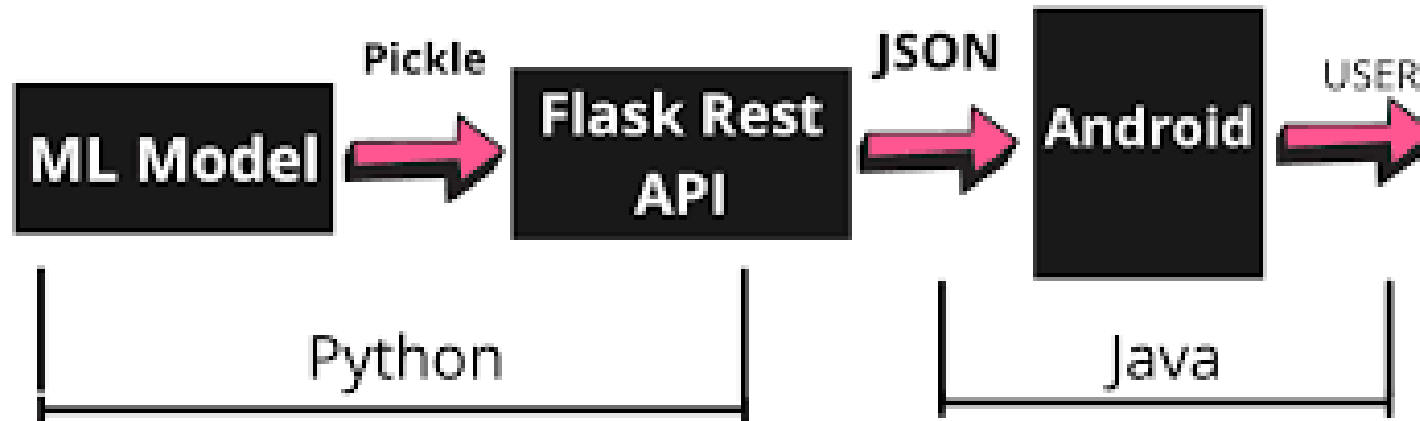 Pickle
JSON
USER
ML Model
Flask Rest
API
Android
Python
Java